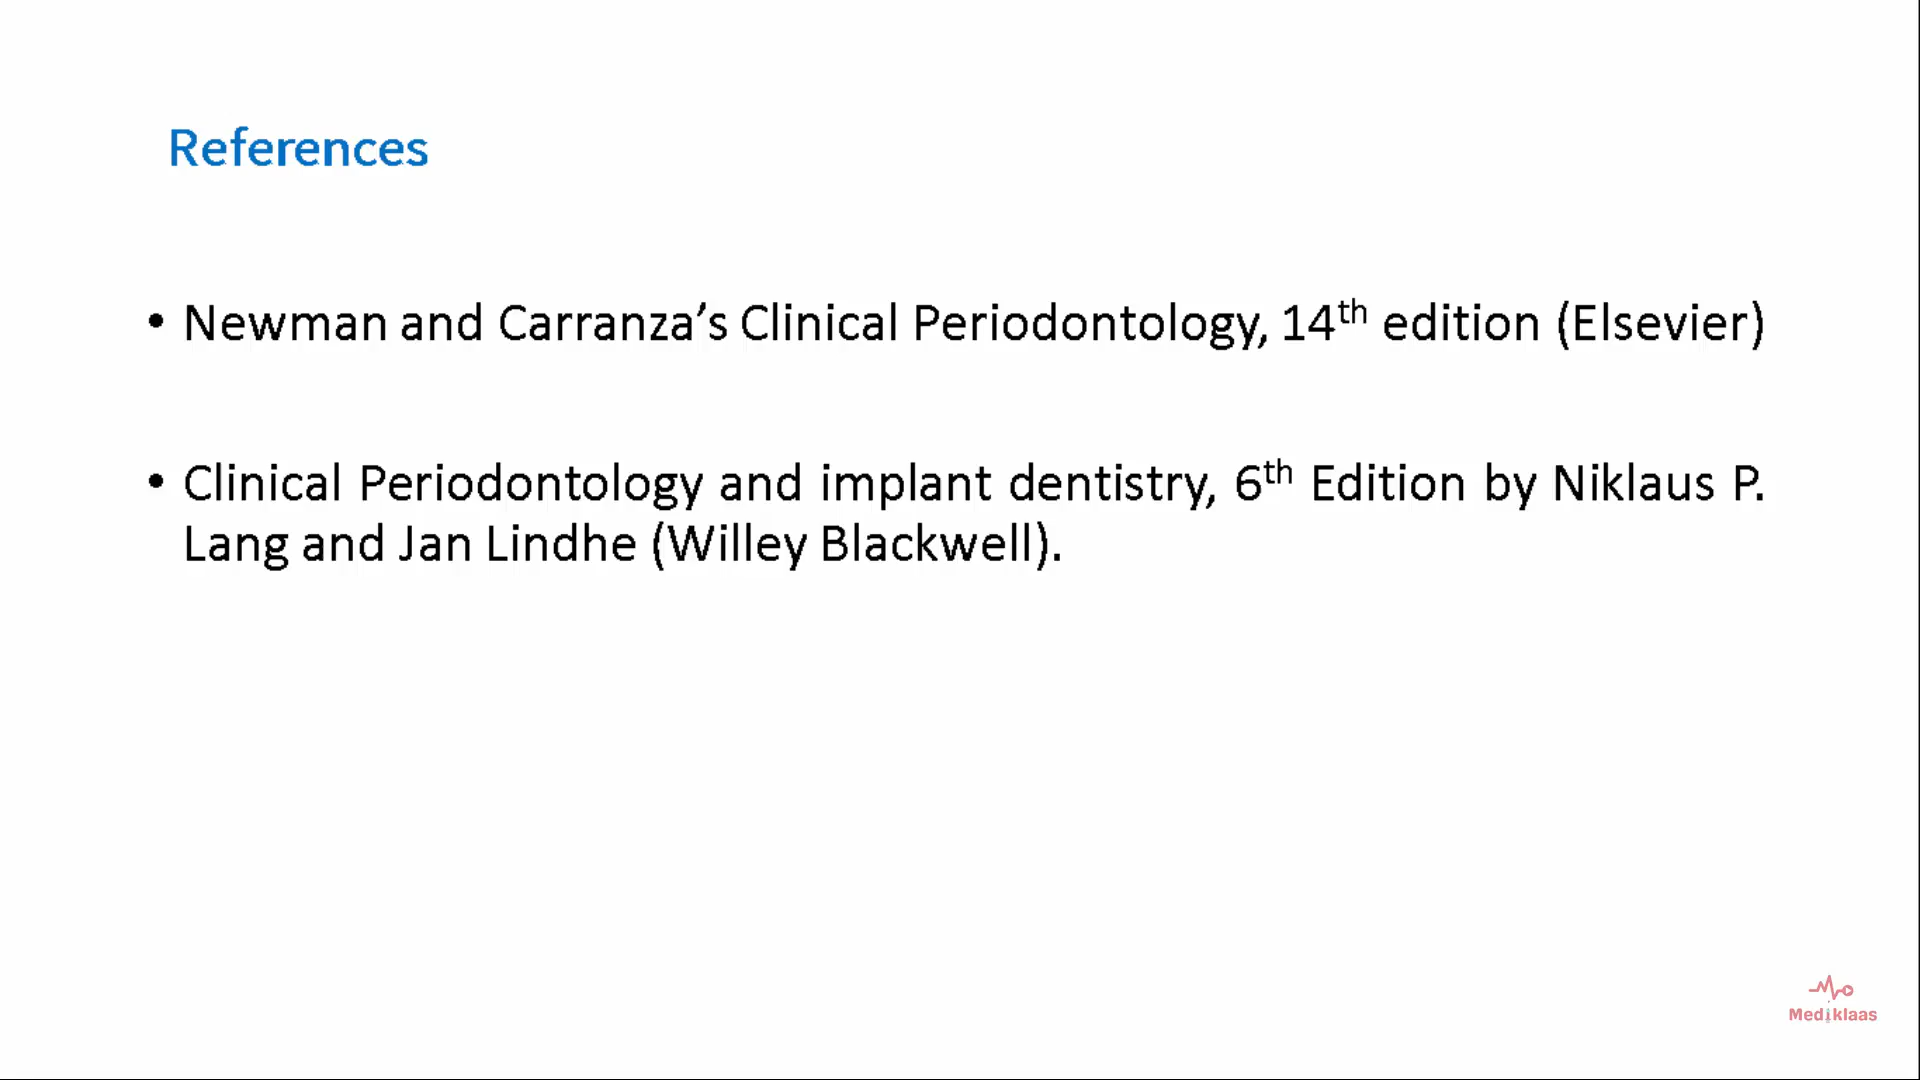 References
• Newman and Carranza’s Clinical Periodontology, 14th edition (Elsevier)
• Clinical Periodontology and implant dentistry, 6th Edition by Niklaus P.
Lang and Jan Lindhe (Willey Blackwell).
Mediklaas